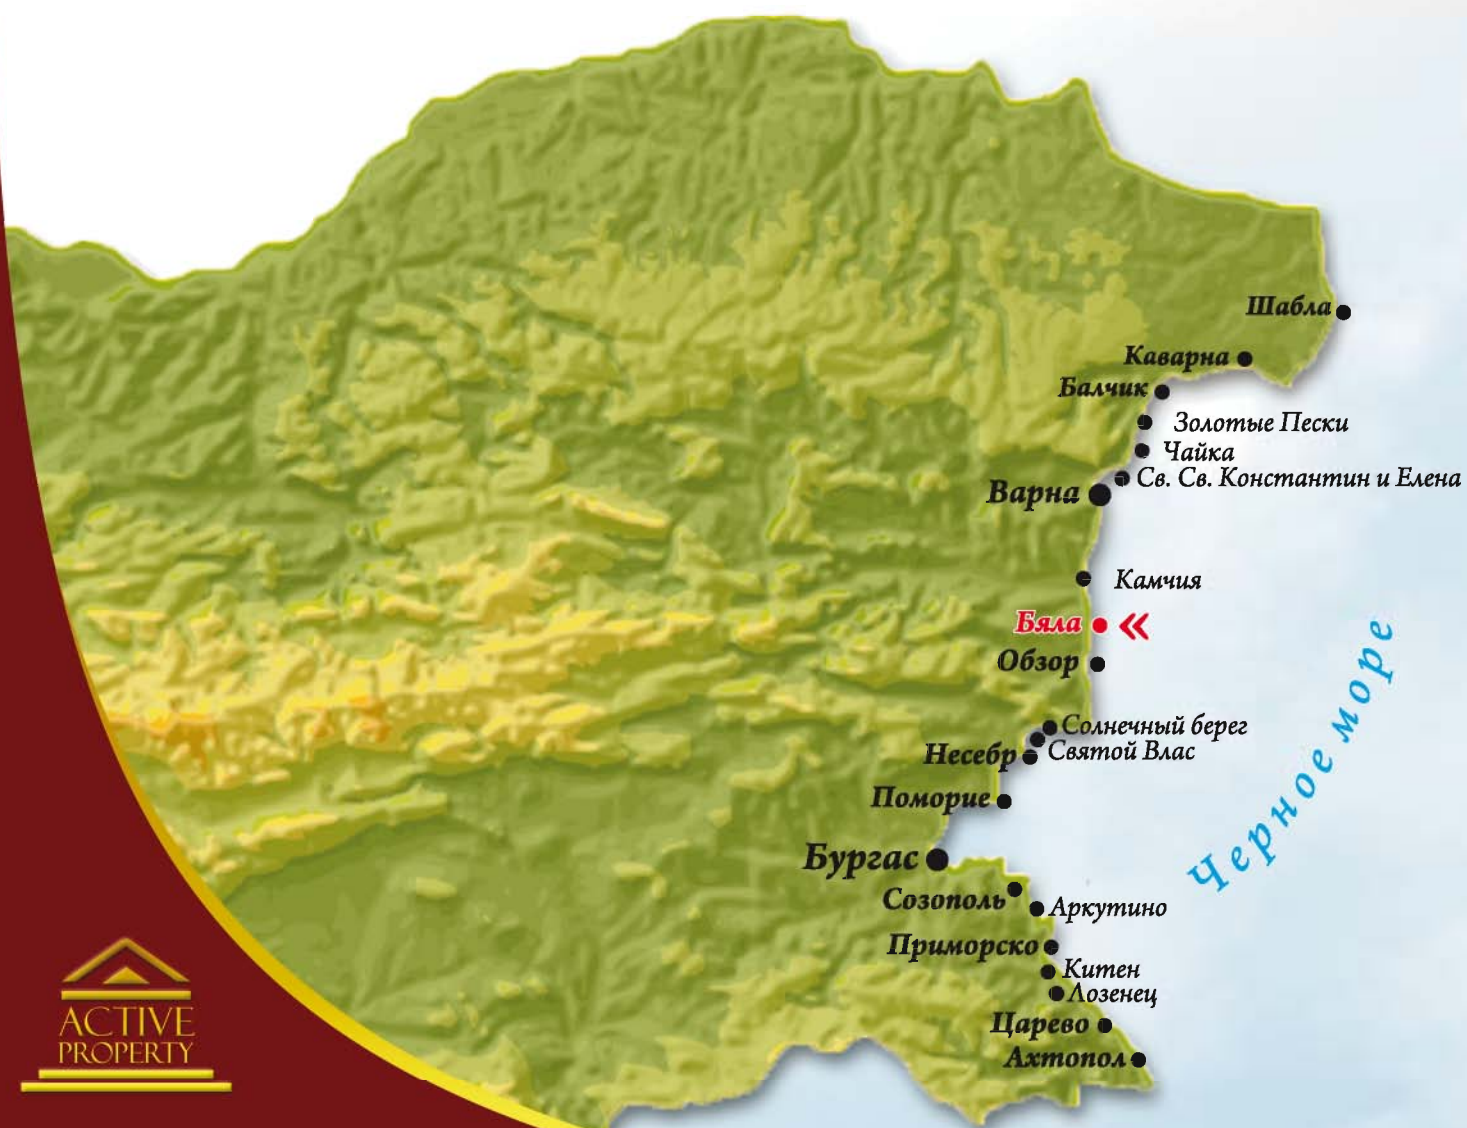 Шабла
Каварна
Балчик
Золотые Пески
Чайка
Св. Св. Константин и Елена
Варна
Камчия
Бяла «
Обзор
Солнечный берег
Святой Влас
Несебр
Поморие
Черное море
Бургас
Созополь
Аркутино
Приморско
Китен
Лозенец
Царево
Ахтопол
ACTIVE
PROPERTY